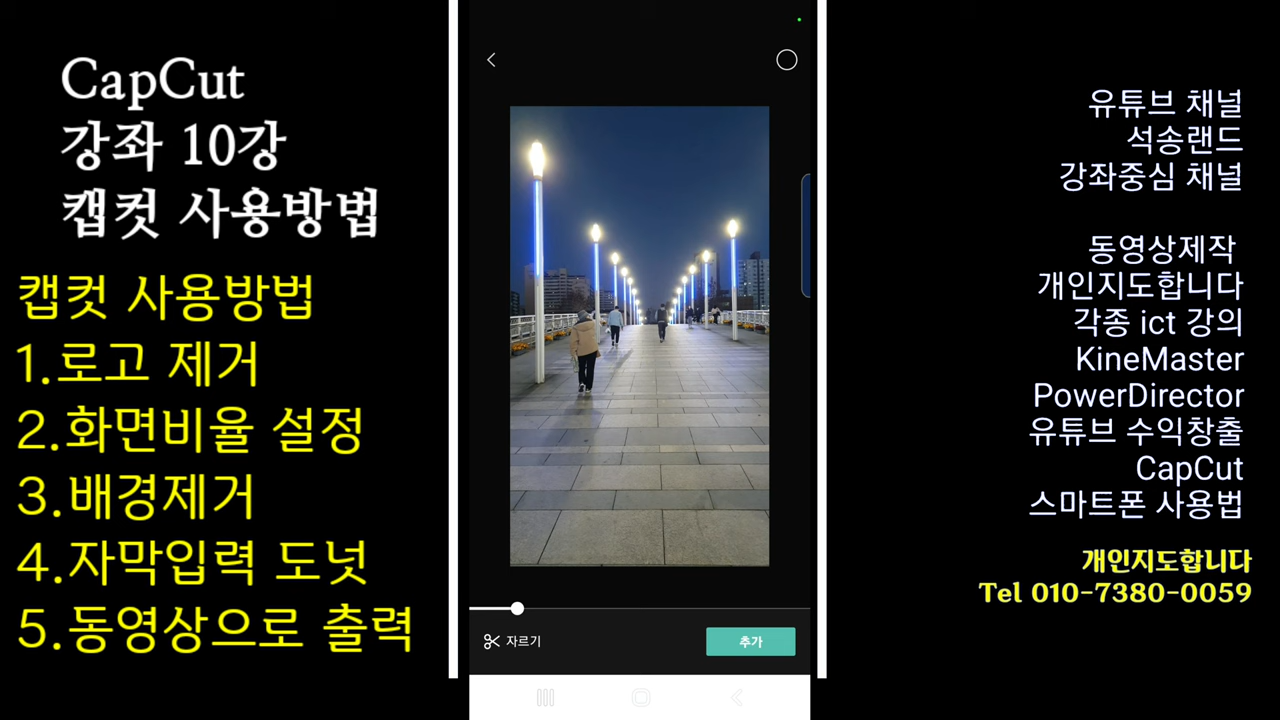 CapCut
강좌 10강
캡컷 사용방법
캡컷 사용방법
1.로고 제거
2.화면비율 설정
3.배경제거
4.자막입력 도넛
5.동영상으로 출력
자르기
추가
유튜브 채널
석송랜드
강좌중심 채널
동영상제작
개인지도합니다
각종 ict 강의
KineMaster
PowerDirector
유튜브 수익창출
CapCut
스마트폰 사용법
개인지도합니다
Tel 010-7380-0059